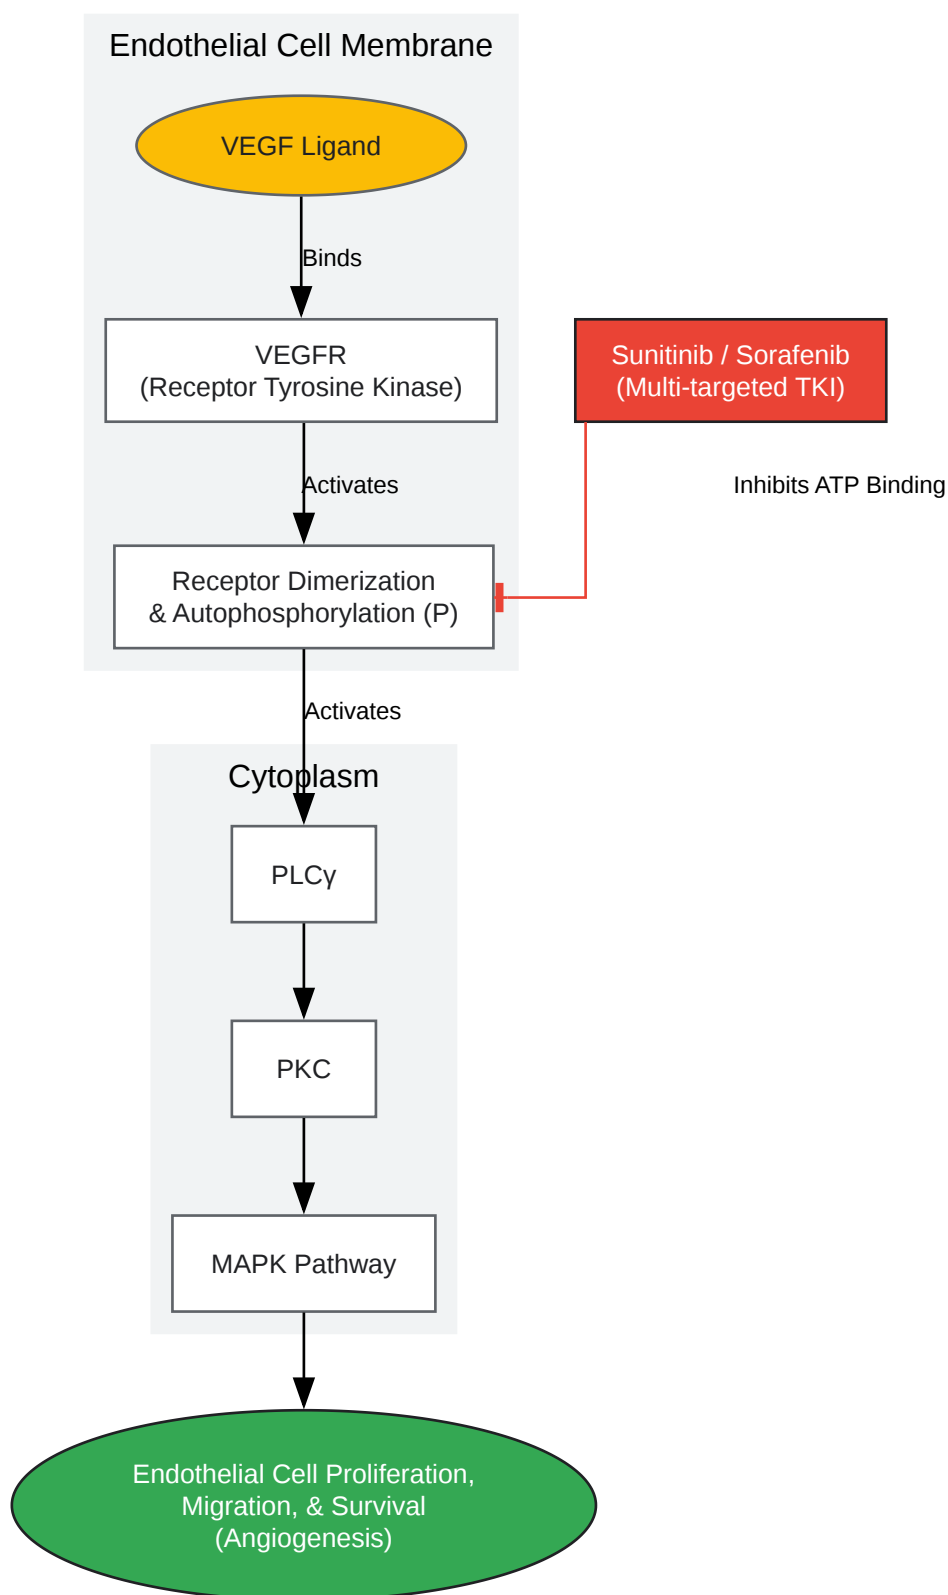 Endothelial Cell Membrane
VEGF Ligand
Binds
VEGFR
(Receptor Tyrosine Kinase)
Sunitinib / Sorafenib
(Multi-targeted TKI)
Activates
Inhibits ATP Binding
Receptor Dimerization
& Autophosphorylation (P)
Activates
Cytoplasm
PLCγ
PKC
MAPK Pathway
Endothelial Cell Proliferation,
Migration, & Survival
(Angiogenesis)